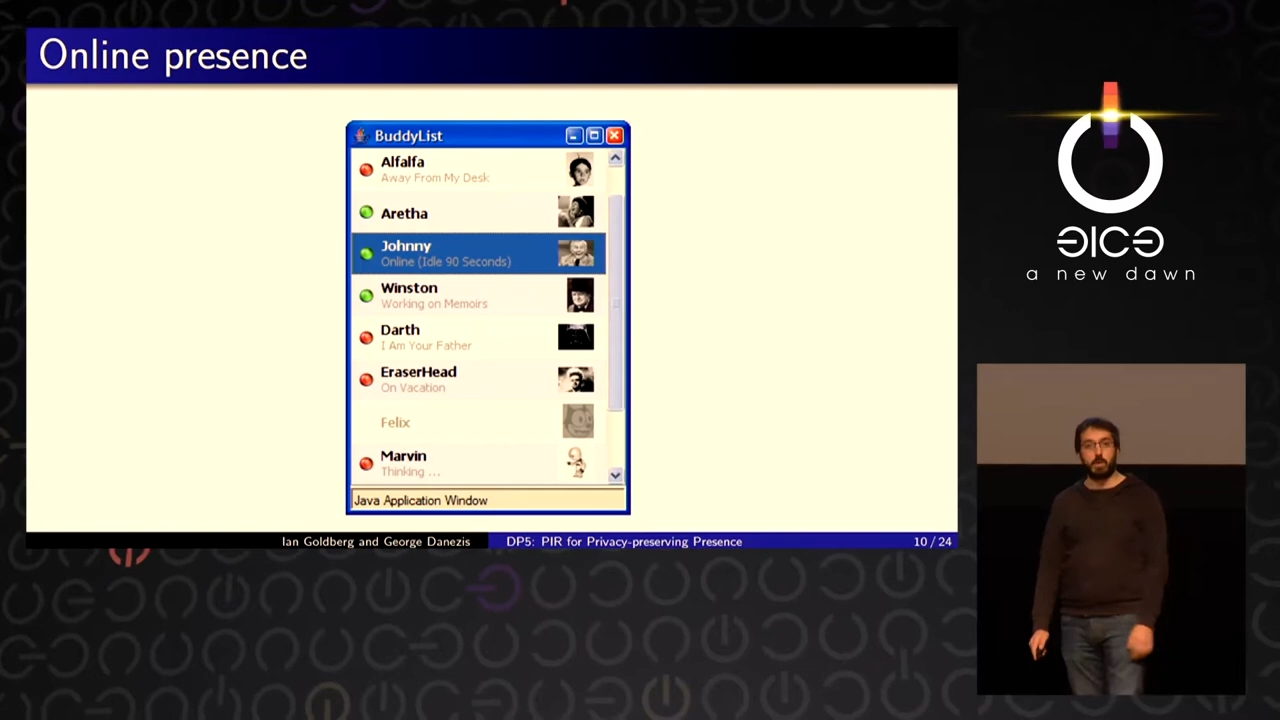 Online presence
BuddyList
Alfalfa
Away From My Desk
Aretha
Johnny
Online (Idle 90 Seconds)
Winston
Working on Memoirs
Darth
I Am Your Father
EraserHead
On Vacation
Felix
Marvin
Thinking ...
Java Application Window
Ian Goldberg and George Danezis
DP5: PIR for Privacy-preserving Presence
10 / 24
a new dawn